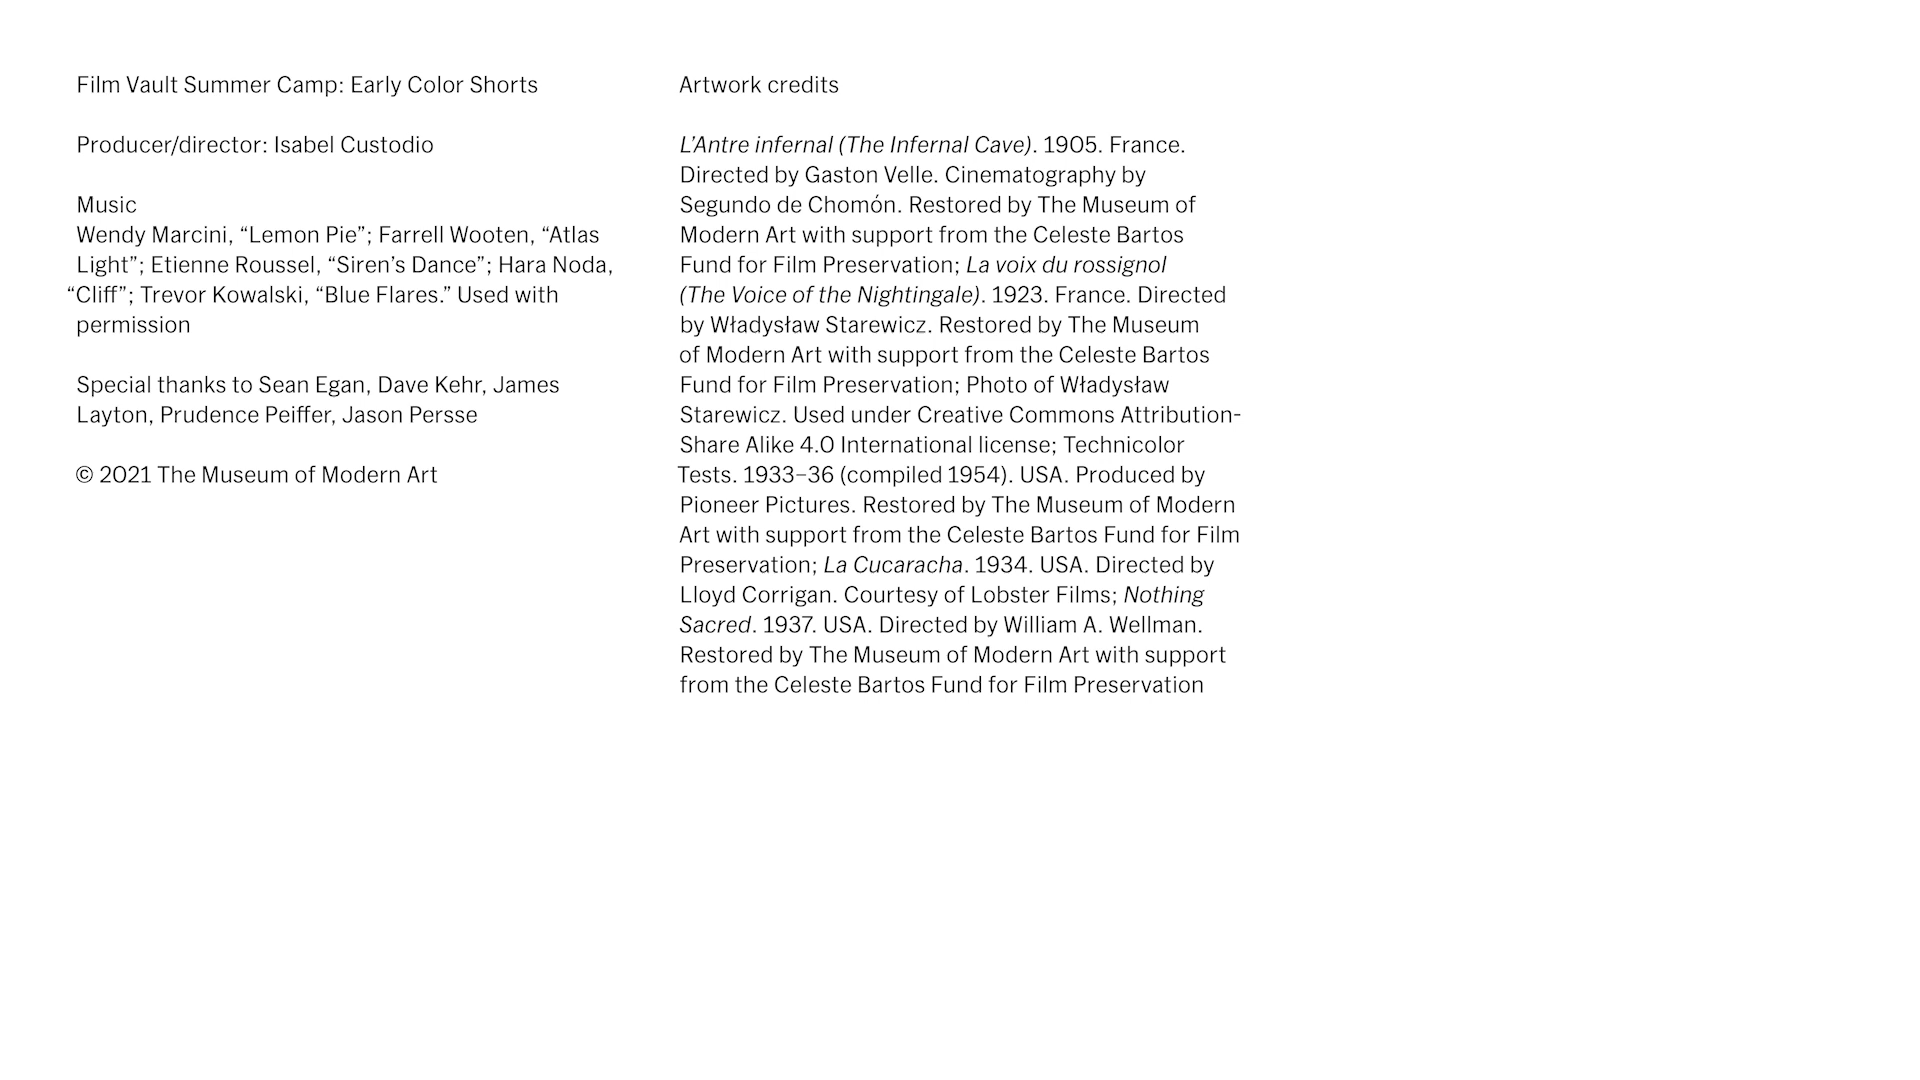 Film Vault Summer Camp: Early Color Shorts
Producer/director: Isabel Custodio
Music
Wendy Marcini, “Lemon Pie”; Farrell Wooten, “Atlas
Light”; Etienne Roussel, “Siren’s Dance”; Hara Noda,
“Cliff”; Trevor Kowalski, “Blue Flares.” Used with
permission
Special thanks to Sean Egan, Dave Kehr, James
Layton, Prudence Peiffer, Jason Persse
© 2021 The Museum of Modern Art
Artwork credits
L’Antre infernal (The Infernal Cave). 1905. France.
Directed by Gaston Velle. Cinematography by
Segundo de Chomón. Restored by The Museum of
Modern Art with support from the Celeste Bartos
Fund for Film Preservation; La voix du rossignol
(The Voice of the Nightingale). 1923. France. Directed
by Władysław Starewicz. Restored by The Museum
of Modern Art with support from the Celeste Bartos
Fund for Film Preservation; Photo of Władysław
Starewicz. Used under Creative Commons Attribution-
Share Alike 4.0 International license; Technicolor
Tests. 1933–36 (compiled 1954). USA. Produced by
Pioneer Pictures. Restored by The Museum of Modern
Art with support from the Celeste Bartos Fund for Film
Preservation; La Cucaracha. 1934. USA. Directed by
Lloyd Corrigan. Courtesy of Lobster Films; Nothing
Sacred. 1937. USA. Directed by William A. Wellman.
Restored by The Museum of Modern Art with support
from the Celeste Bartos Fund for Film Preservation